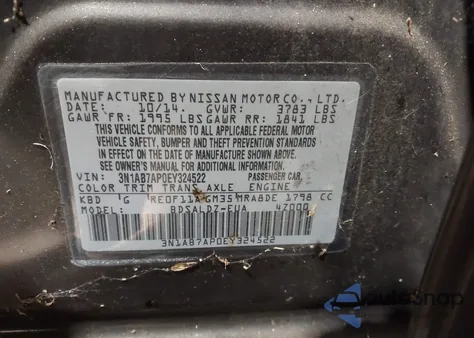 MANUFACTURED BY NISSAN MOTOR CO., LTD.
DATE: 10/14. GVWR: 3783 LBS
GAWR FR: 1995 LBS GAWR RR: 1841 LBS
THIS VEHICLE CONFORMS TO ALL APPLICABLE FEDERAL MOTOR
VEHICLE SAFETY, BUMPER, AND THEFT PREVENTION STANDARDS
IN EFFECT ON THE DATE OF MANUFACTURE SHOWN ABOVE.
SEE OWNER'S MANUAL FOR ADDITIONAL INFORMATION.
VIN: 3N1AB7AP0EY324522 PASSENGER CAR
COLOR TRIM TRANS AXLE ENGINE
KBD G RE0F11A GM35 MRA8DE 1798 CC
MODEL: BDSALDZ-EUA 4Z000
3N1AB7AP0EY324522
AutoSnap